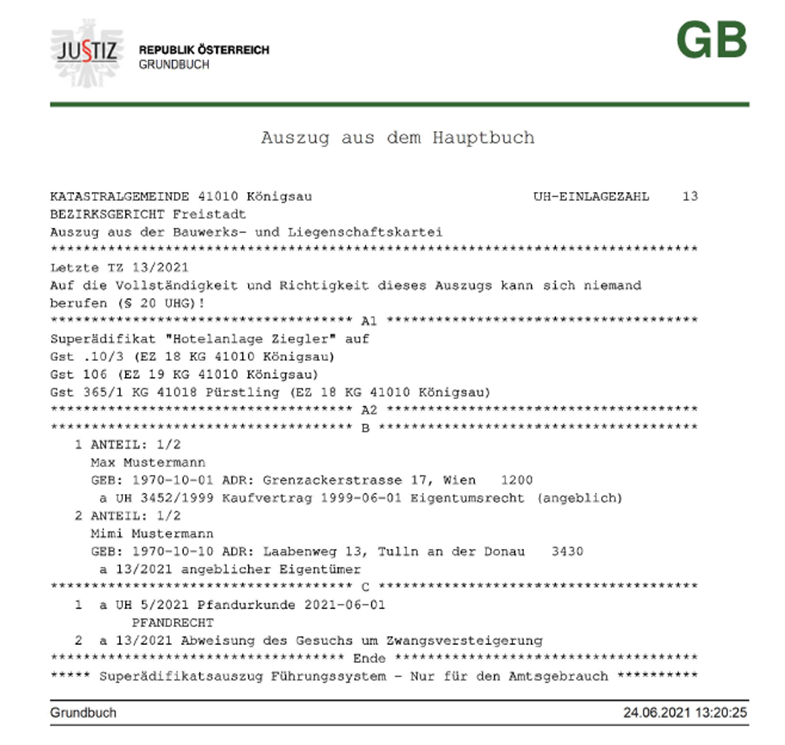 JU§TIZ
REPUBLIK ÖSTERREICH
GRUNDBUCH
GB
Auszug aus dem Hauptbuch
KATASTRALGEMEINDE 41010 Königsau UH-EINLAGEZAHL 13
BEZIRKSGERICHT Freistadt
Auszug aus der Bauwerks- und Liegenschaftskartei
*******************************************************************************
Letzte TZ 13/2021
Auf die Vollständigkeit und Richtigkeit dieses Auszugs kann sich niemand
berufen (§ 20 UHG)!
************************************* A1 **************************************
Superädifikat "Hotelanlage Ziegler" auf
Gst .10/3 (EZ 18 KG 41010 Königsau)
Gst 106 (EZ 19 KG 41010 Königsau)
Gst 365/1 KG 41018 Pürstling (EZ 18 KG 41010 Königsau)
************************************* A2 **************************************
************************************* B ***************************************
1 ANTEIL: 1/2
Max Mustermann
GEB: 1970-10-01 ADR: Grenzackerstrasse 17, Wien 1200
a UH 3452/1999 Kaufvertrag 1999-06-01 Eigentumsrecht (angeblich)
2 ANTEIL: 1/2
Mimi Mustermann
GEB: 1970-10-10 ADR: Laabenweg 13, Tulln an der Donau 3430
a 13/2021 angeblicher Eigentümer
************************************* C ***************************************
1 a UH 5/2021 Pfandurkunde 2021-06-01
PFANDRECHT
2 a 13/2021 Abweisung des Gesuchs um Zwangsversteigerung
************************************ Ende *************************************
***** Superädifikatsauszug Führungssystem - Nur für den Amtsgebrauch **********
Grundbuch 24.06.2021 13:20:25